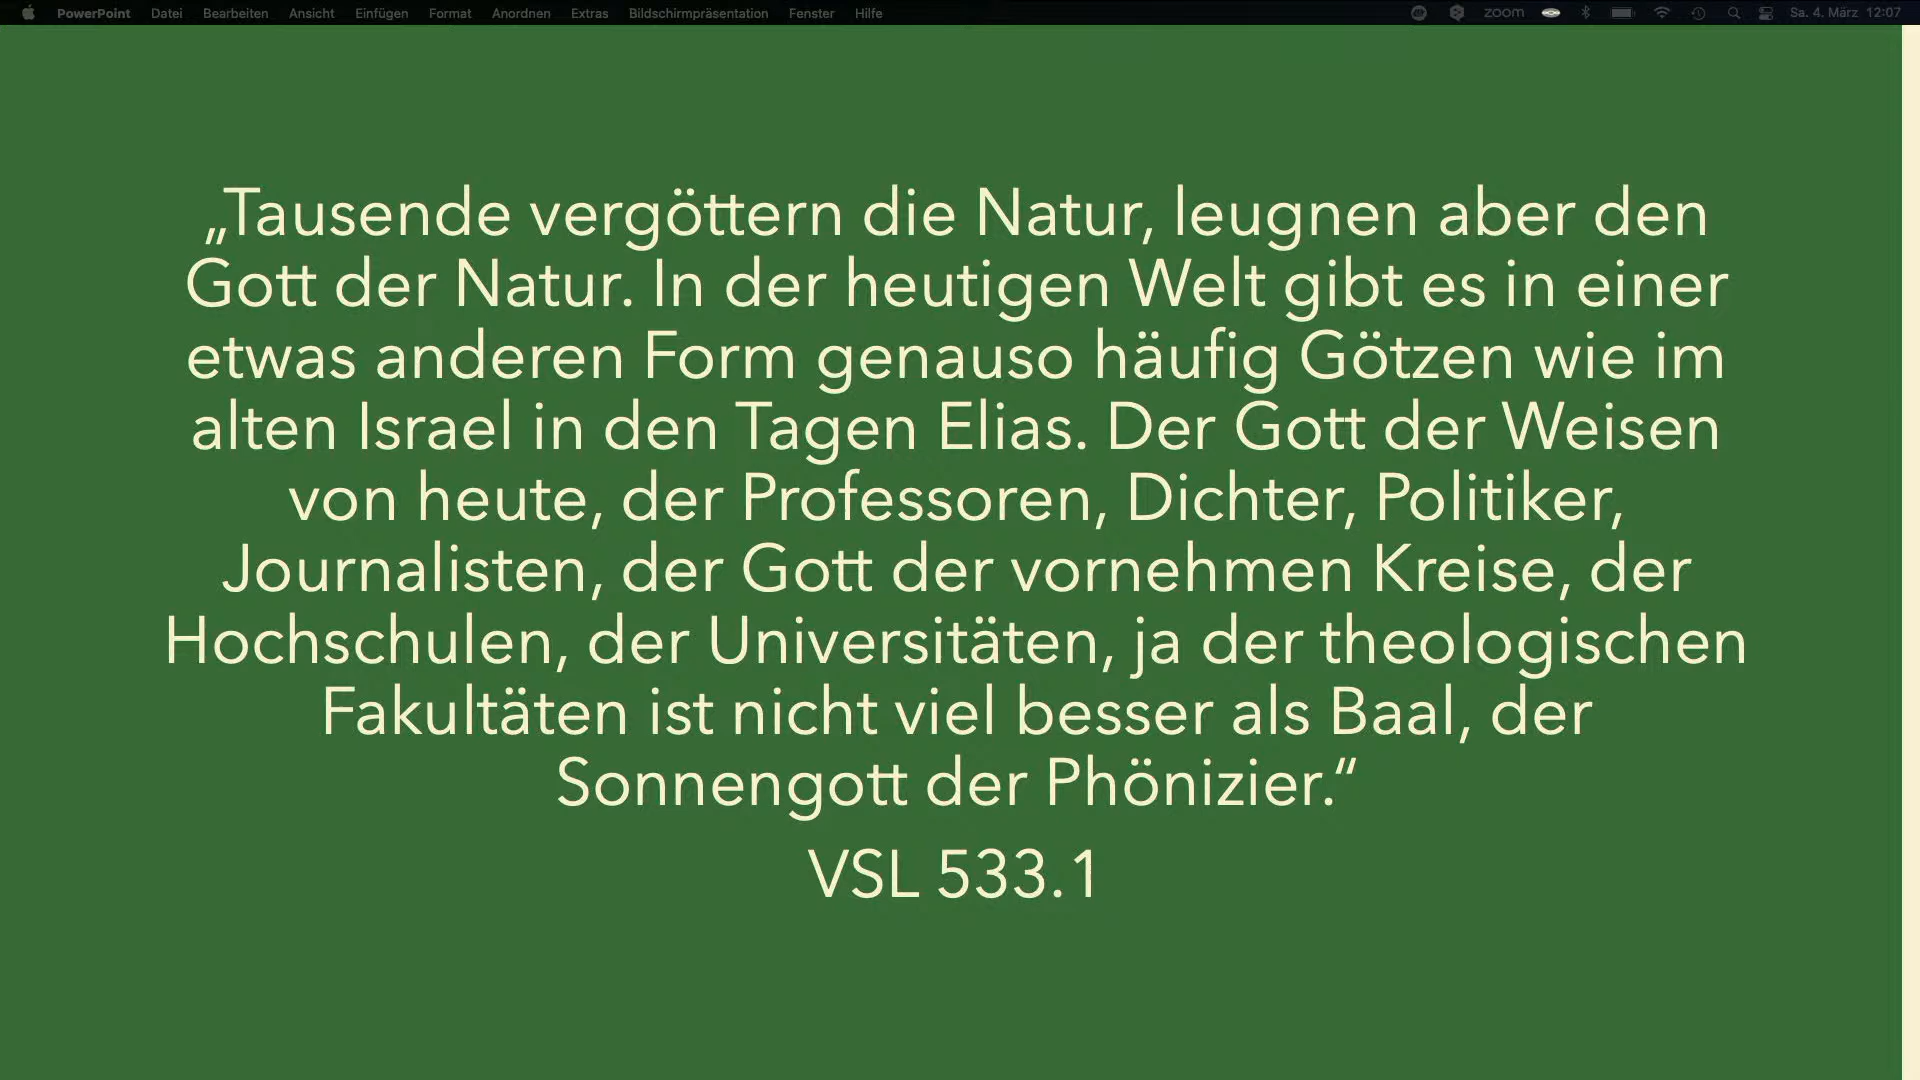 PowerPoint Datei Bearbeiten Ansicht Einfügen Format Anordnen Extras Bildschirmpräsentation Fenster Hilfe zoom Sa. 4. März 12:07
„Tausende vergöttern die Natur, leugnen aber den
Gott der Natur. In der heutigen Welt gibt es in einer
etwas anderen Form genauso häufig Götzen wie im
alten Israel in den Tagen Elias. Der Gott der Weisen
von heute, der Professoren, Dichter, Politiker,
Journalisten, der Gott der vornehmen Kreise, der
Hochschulen, der Universitäten, ja der theologischen
Fakultäten ist nicht viel besser als Baal, der
Sonnengott der Phönizier.“
VSL 533.1